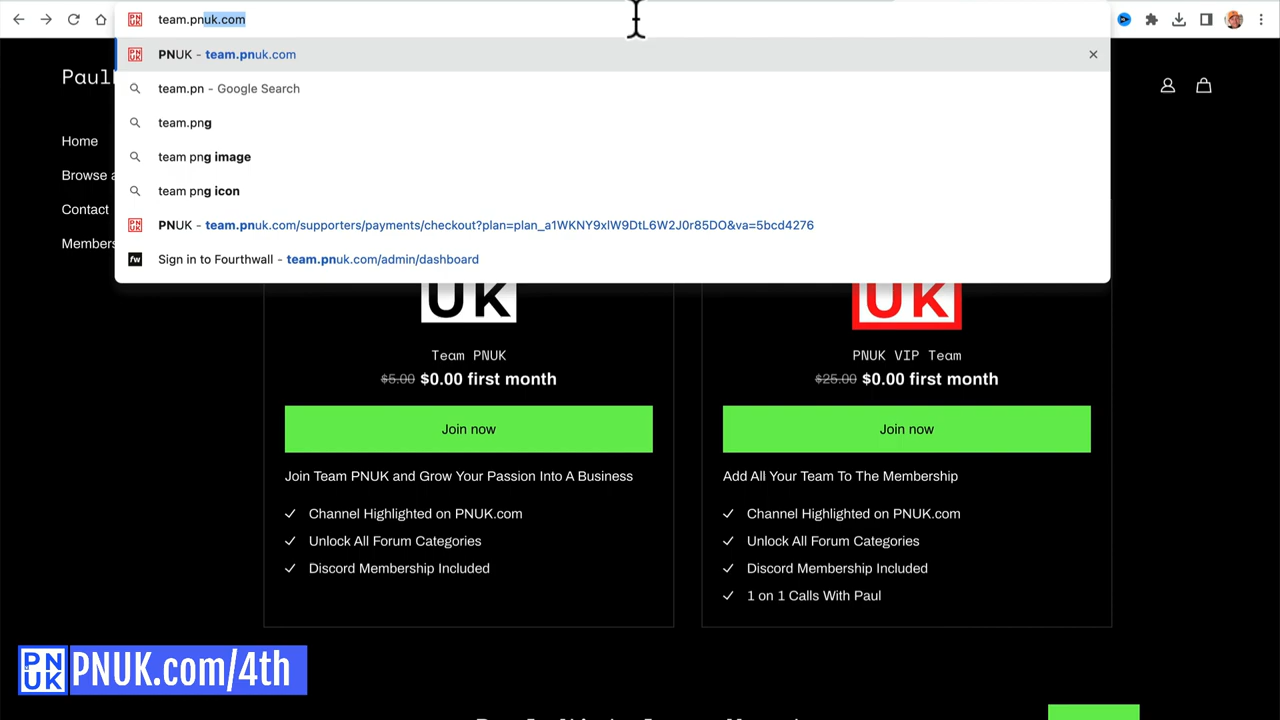 team.pnuk.com
PNUK – team.pnuk.com
team.pn – Google Search
team.png
team png image
team png icon
PNUK – team.pnuk.com/supporters/payments/checkout?plan=plan_a1WKNY9xlW9DtL6W2J0r85DO&va=5bcd4276
fw Sign in to Fourthwall – team.pnuk.com/admin/dashboard
Home
Contact
UK
UK
Team PNUK
$5.00 $0.00 first month
Join now
Join Team PNUK and Grow Your Passion Into A Business
Channel Highlighted on PNUK.com
Unlock All Forum Categories
Discord Membership Included
PNUK VIP Team
$25.00 $0.00 first month
Join now
Add All Your Team To The Membership
Channel Highlighted on PNUK.com
Unlock All Forum Categories
Discord Membership Included
1 on 1 Calls With Paul
PN
UK
PNUK.com/4th